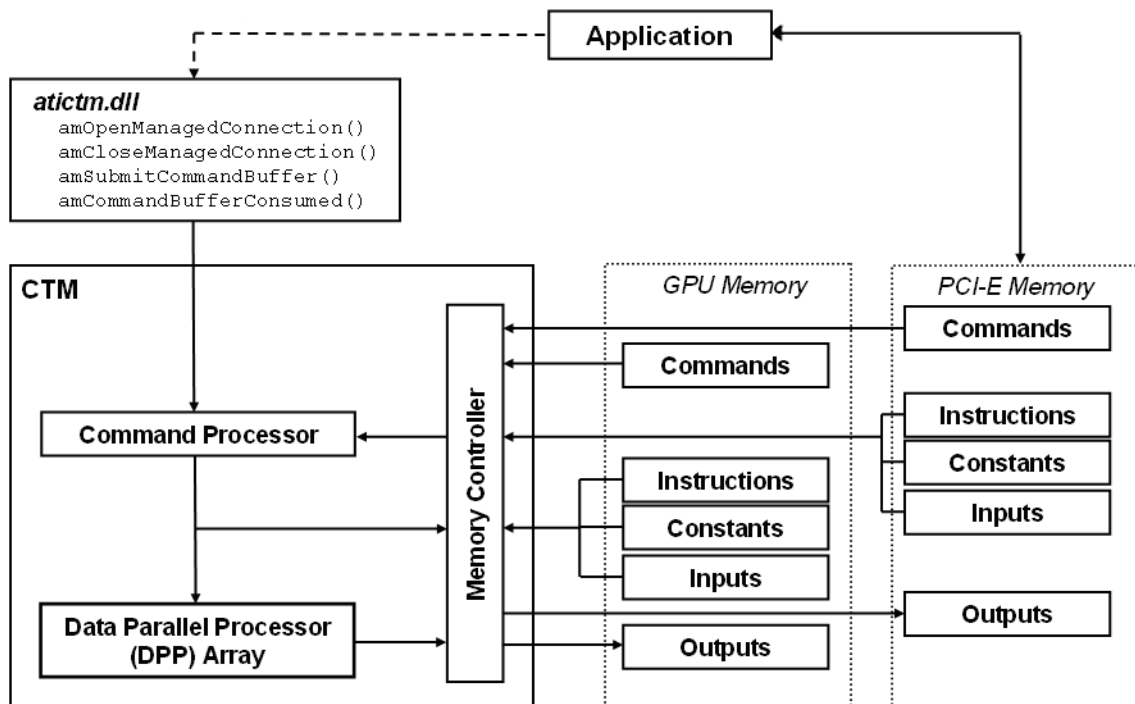 Application
atictm.dll
amOpenManagedConnection()
amCloseManagedConnection()
amSubmitCommandBuffer()
amCommandBufferConsumed()
CTM
GPU Memory
PCI-E Memory
Commands
Commands
Memory Controller
Instructions
Command Processor
Constants
Instructions
Inputs
Constants
Inputs
Outputs
Data Parallel Processor
(DPP) Array
Outputs